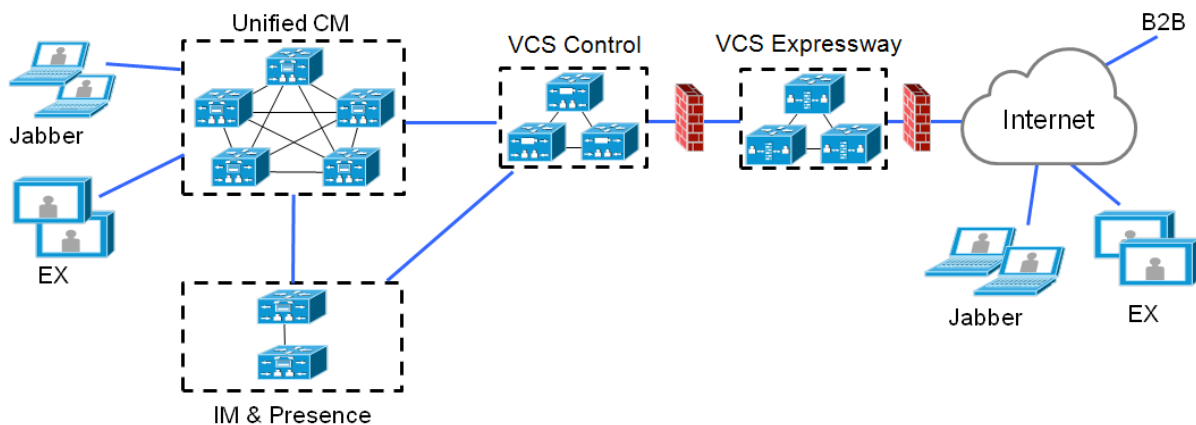 Unified CM
VCS Control
VCS Expressway
B2B
Jabber
Internet
EX
Jabber
EX
IM & Presence